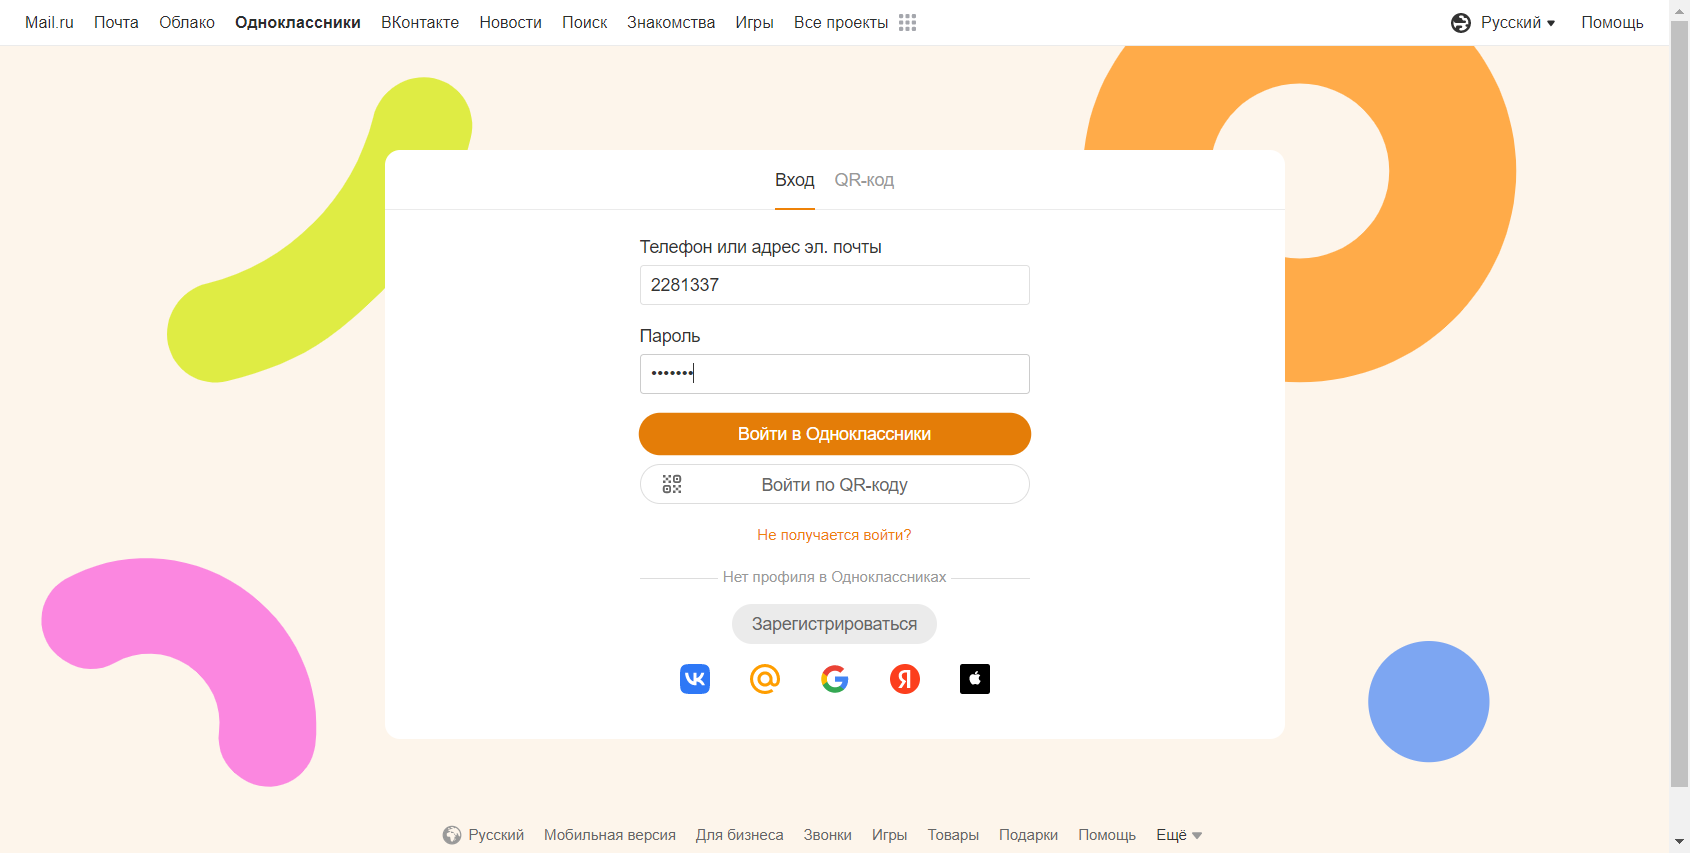 Mail.ru Почта Облако Одноклассники ВКонтакте Новости Поиск Знакомства Игры Все проекты Русский Помощь
Вход QR-код
Телефон или адрес эл. почты
2281337
Пароль
•••••••
Войти в Одноклассники
Войти по QR-коду
Не получается войти?
Нет профиля в Одноклассниках
Зарегистрироваться
Русский Мобильная версия Для бизнеса Звонки Игры Товары Подарки Помощь Ещё